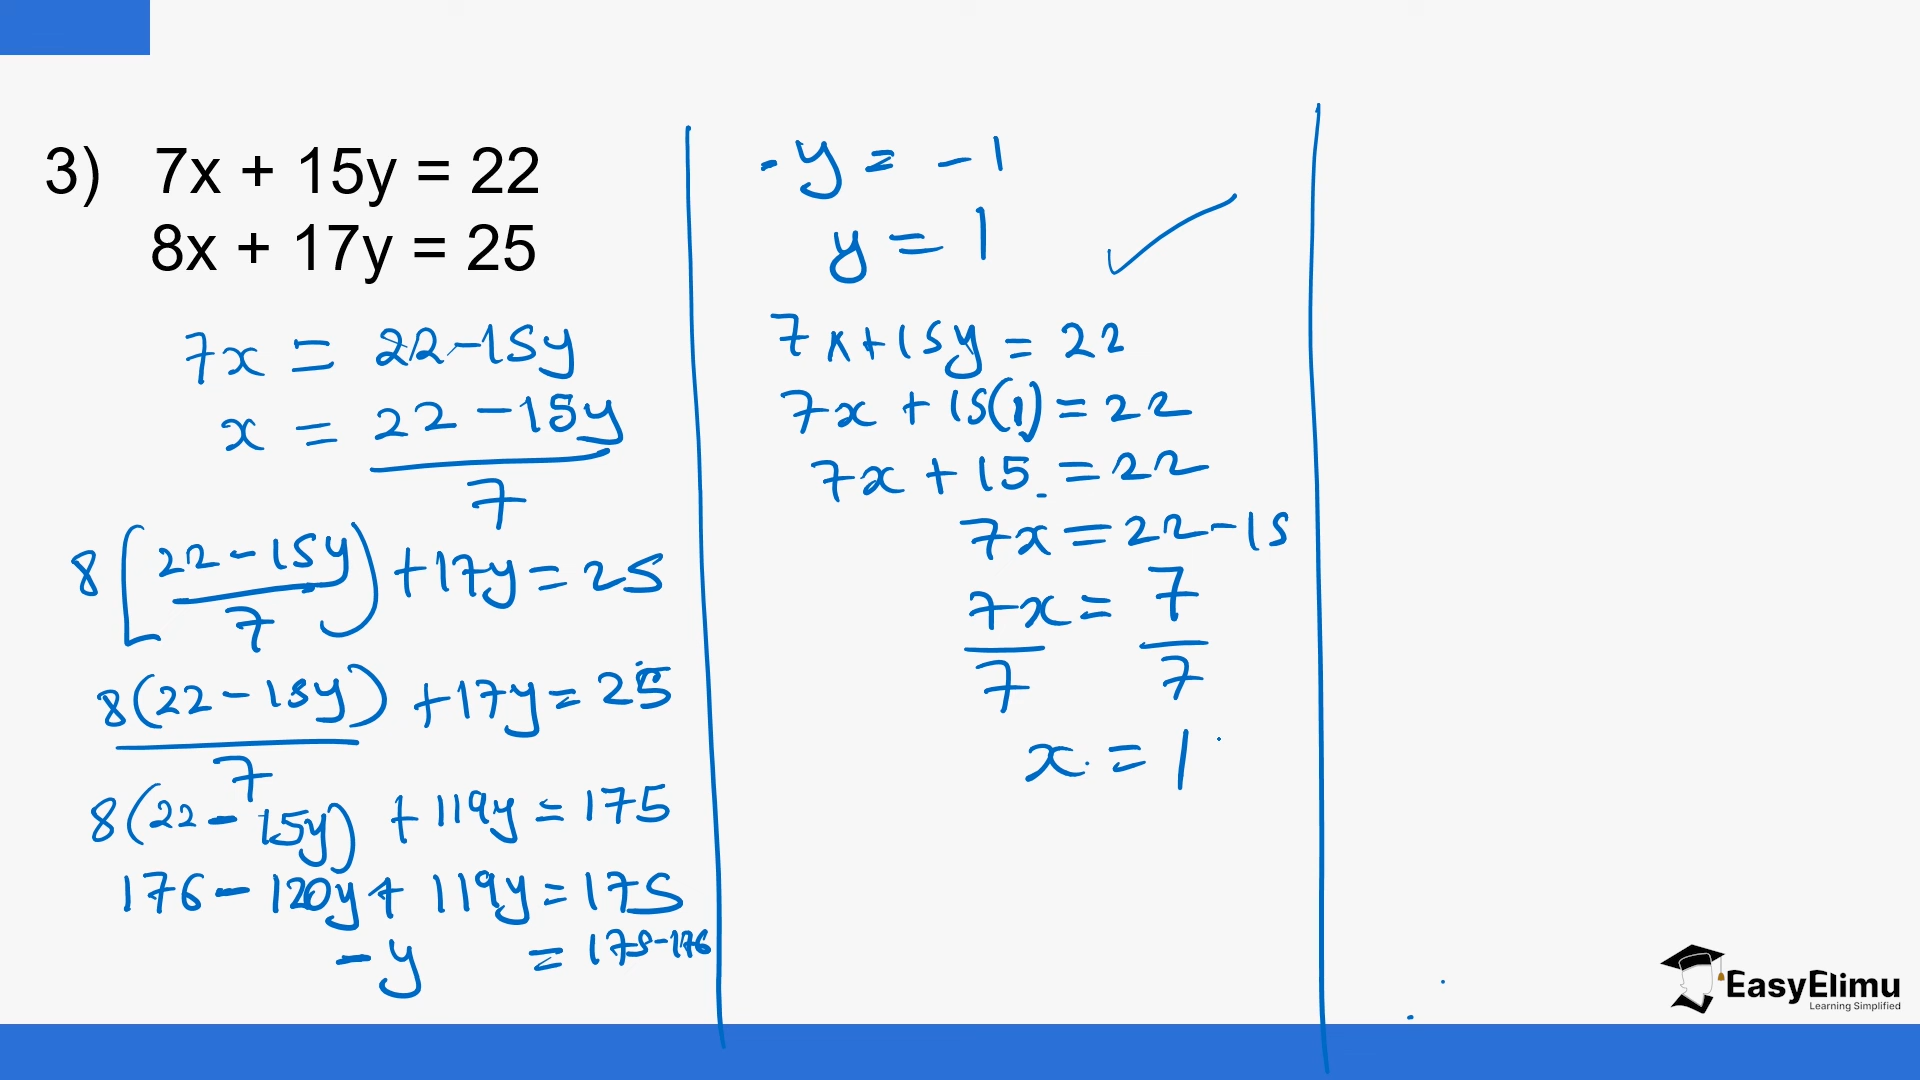 3) 7x + 15y = 22
8x + 17y = 25
7x = 22-15y
x = 22 - 15y
7
8 [22 - 15y) +17y = 25
7
8(22 - 15y) +17y = 25
7
8(22 - 15y) + 119y = 175
176 - 120y + 119y = 175
-y = 175-176
-y = -1
y = 1
7x+15y = 22
7x + 15(1) = 22
7x + 15 = 22
7x = 22-15
7x = 7
7 7
x = 1
EasyElimu
Learning Simplified